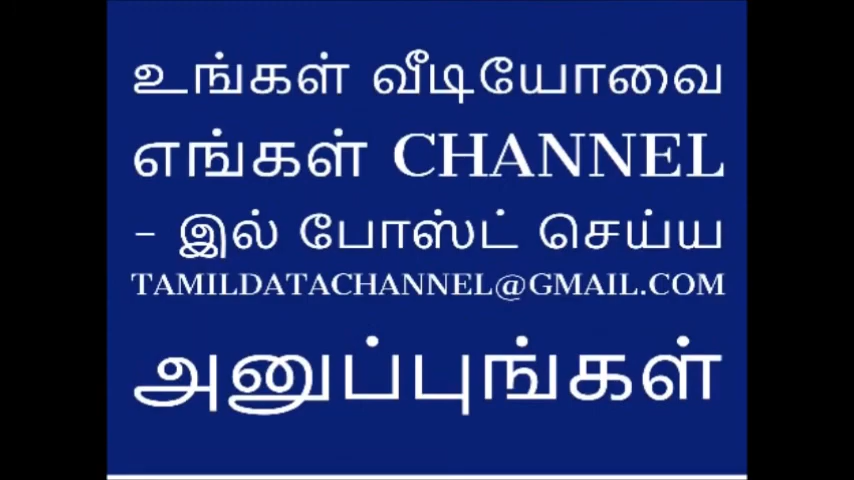 உங்கள் வீடியோவை
எங்கள் CHANNEL
- இல் போஸ்ட் செய்ய
TAMILDATACHANNEL@GMAIL.COM
அனுப்புங்கள்